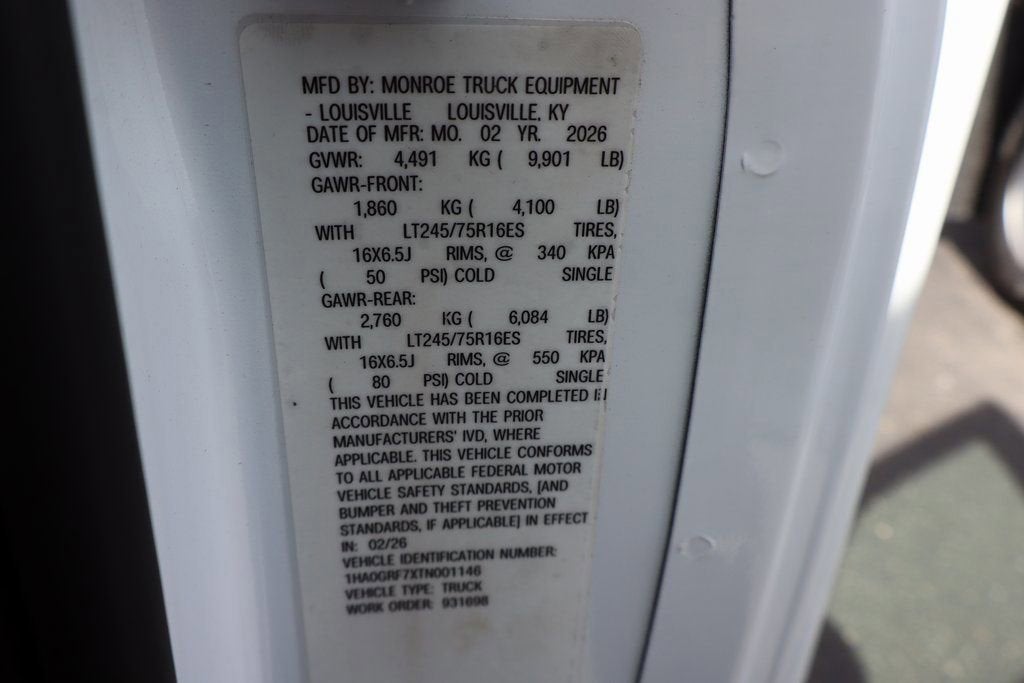 MFD BY: MONROE TRUCK EQUIPMENT
- LOUISVILLE LOUISVILLE, KY
DATE OF MFR: MO. 02 YR. 2026
GVWR: 4,491 KG ( 9,901 LB)
GAWR-FRONT:
1,860 KG ( 4,100 LB)
WITH LT245/75R16ES TIRES,
16X6.5J RIMS, @ 340 KPA
( 50 PSI) COLD SINGLE
GAWR-REAR:
2,760 KG ( 6,084 LB)
WITH LT245/75R16ES TIRES,
16X6.5J RIMS, @ 550 KPA
( 80 PSI) COLD SINGLE
THIS VEHICLE HAS BEEN COMPLETED IN
ACCORDANCE WITH THE PRIOR
MANUFACTURERS' IVD, WHERE
APPLICABLE. THIS VEHICLE CONFORMS
TO ALL APPLICABLE FEDERAL MOTOR
VEHICLE SAFETY STANDARDS, [AND
BUMPER AND THEFT PREVENTION
STANDARDS, IF APPLICABLE] IN EFFECT
IN: 02/26
VEHICLE IDENTIFICATION NUMBER:
1HA0GRF7XTN001146
VEHICLE TYPE: TRUCK
WORK ORDER: 931698